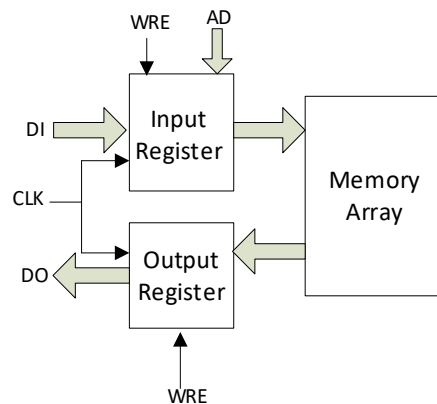 WRE
AD
DI
Input
Register
CLK
Memory
Array
DO
Output
Register
WRE